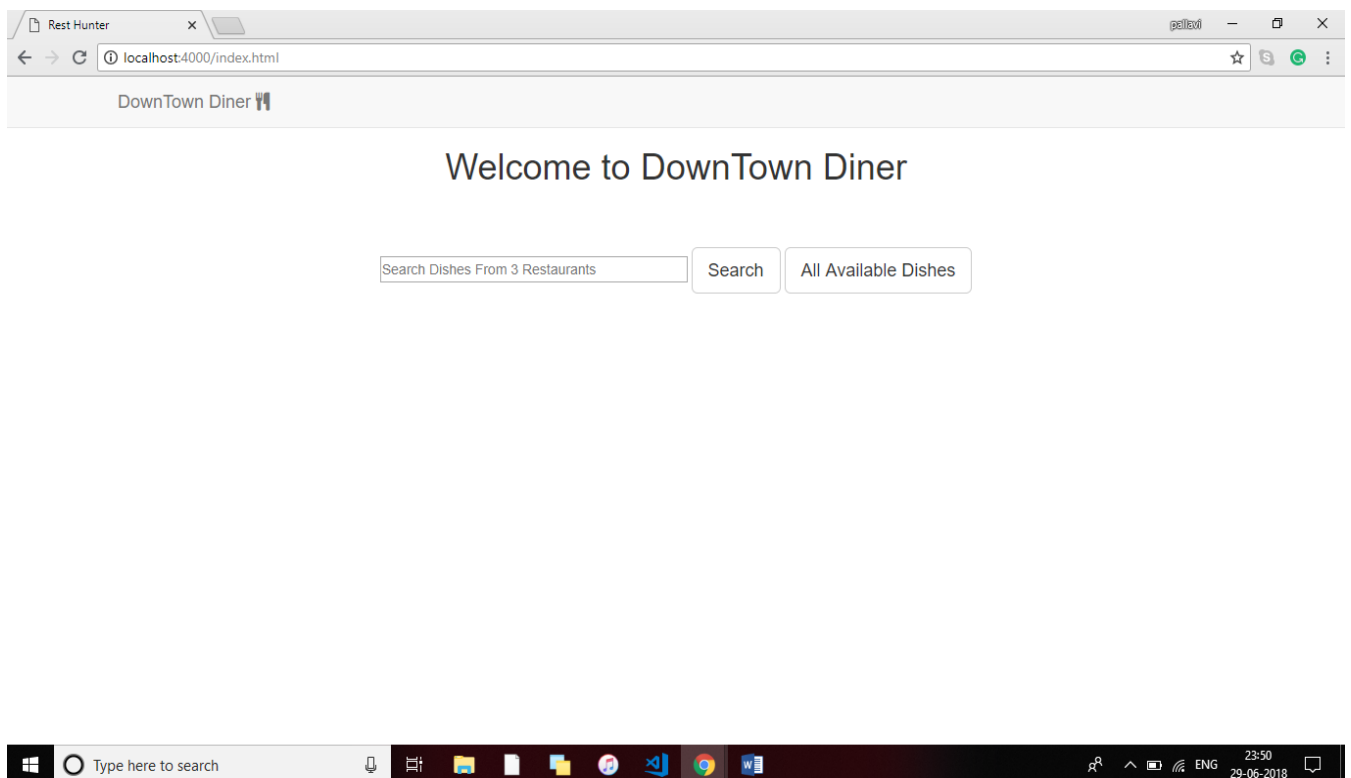 Rest Hunter
pallavi
localhost:4000/index.html
DownTown Diner
Welcome to DownTown Diner
Search Dishes From 3 Restaurants Search All Available Dishes
Type here to search
ENG
23:50
29-06-2018